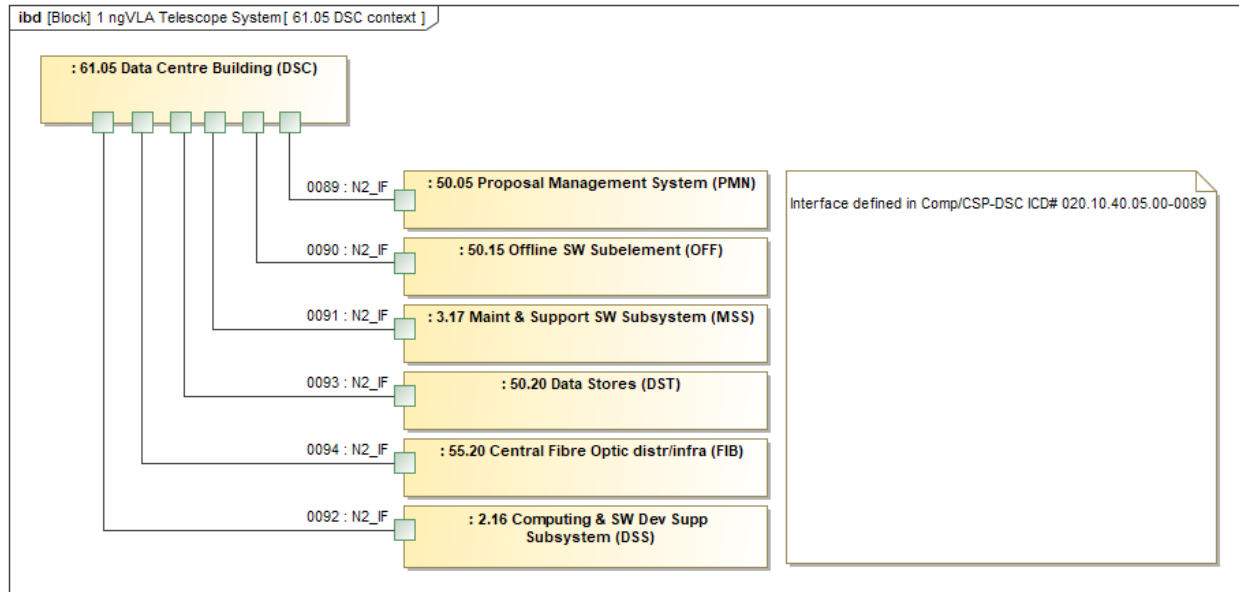 ibd [Block] 1 ngVLA Telescope System[ 61.05 DSC context ]
: 61.05 Data Centre Building (DSC)
0089 : N2_IF
: 50.05 Proposal Management System (PMN)
Interface defined in Comp/CSP-DSC ICD# 020.10.40.05.00-0089
0090 : N2_IF
: 50.15 Offline SW Subelement (OFF)
0091 : N2_IF
: 3.17 Maint & Support SW Subsystem (MSS)
0093 : N2_IF
: 50.20 Data Stores (DST)
0094 : N2_IF
: 55.20 Central Fibre Optic distr/infra (FIB)
0092 : N2_IF
: 2.16 Computing & SW Dev Supp
Subsystem (DSS)